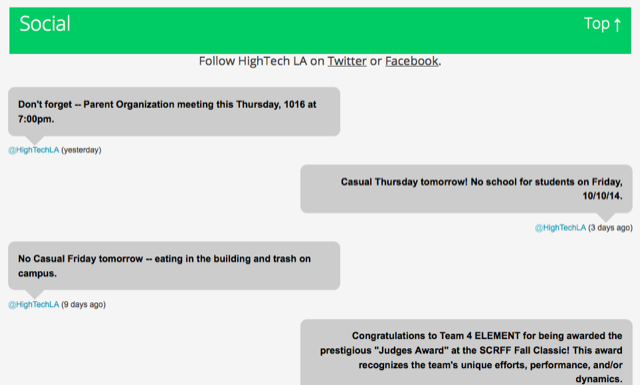 Social
Top ↑
Follow HighTech LA on Twitter or Facebook.
Don't forget -- Parent Organization meeting this Thursday, 1016 at
7:00pm.
@HighTechLA (yesterday)
Casual Thursday tomorrow! No school for students on Friday,
10/10/14.
@HighTechLA (3 days ago)
No Casual Friday tomorrow -- eating in the building and trash on
campus.
@HighTechLA (9 days ago)
Congratulations to Team 4 ELEMENT for being awarded the
prestigious "Judges Award" at the SCRFF Fall Classic! This award
recognizes the team's unique efforts, performance, and/or
dynamics.